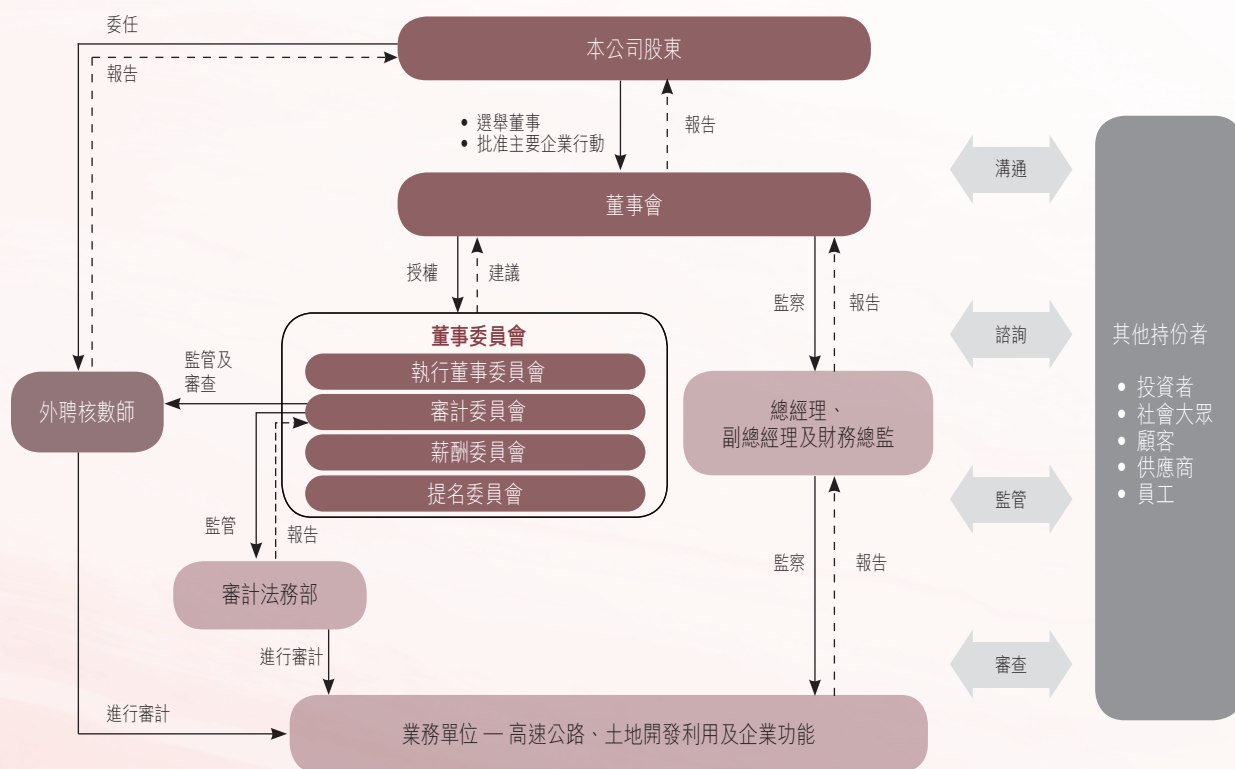 委任
本公司股東
報告
• 選舉董事
• 批准主要企業行動
報告
溝通
董事會
授權
建議
監察
報告
諮詢
其他持份者
董事委員會
執行董事委員會
審計委員會
薪酬委員會
提名委員會
監管及
審查
外聘核數師
總經理、
副總經理及財務總監
• 投資者
• 社會大眾
• 顧客
• 供應商
• 員工
監管
監管
報告
監察
報告
審計法務部
進行審計
審查
進行審計
業務單位 — 高速公路、土地開發利用及企業功能